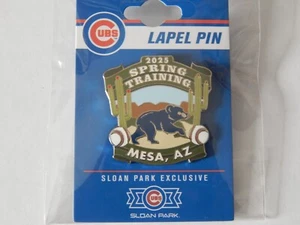 CUBS
LAPEL PIN
2025
SPRING
TRAINING
MESA, AZ
SLOAN PARK EXCLUSIVE
CUBS
SLOAN PARK